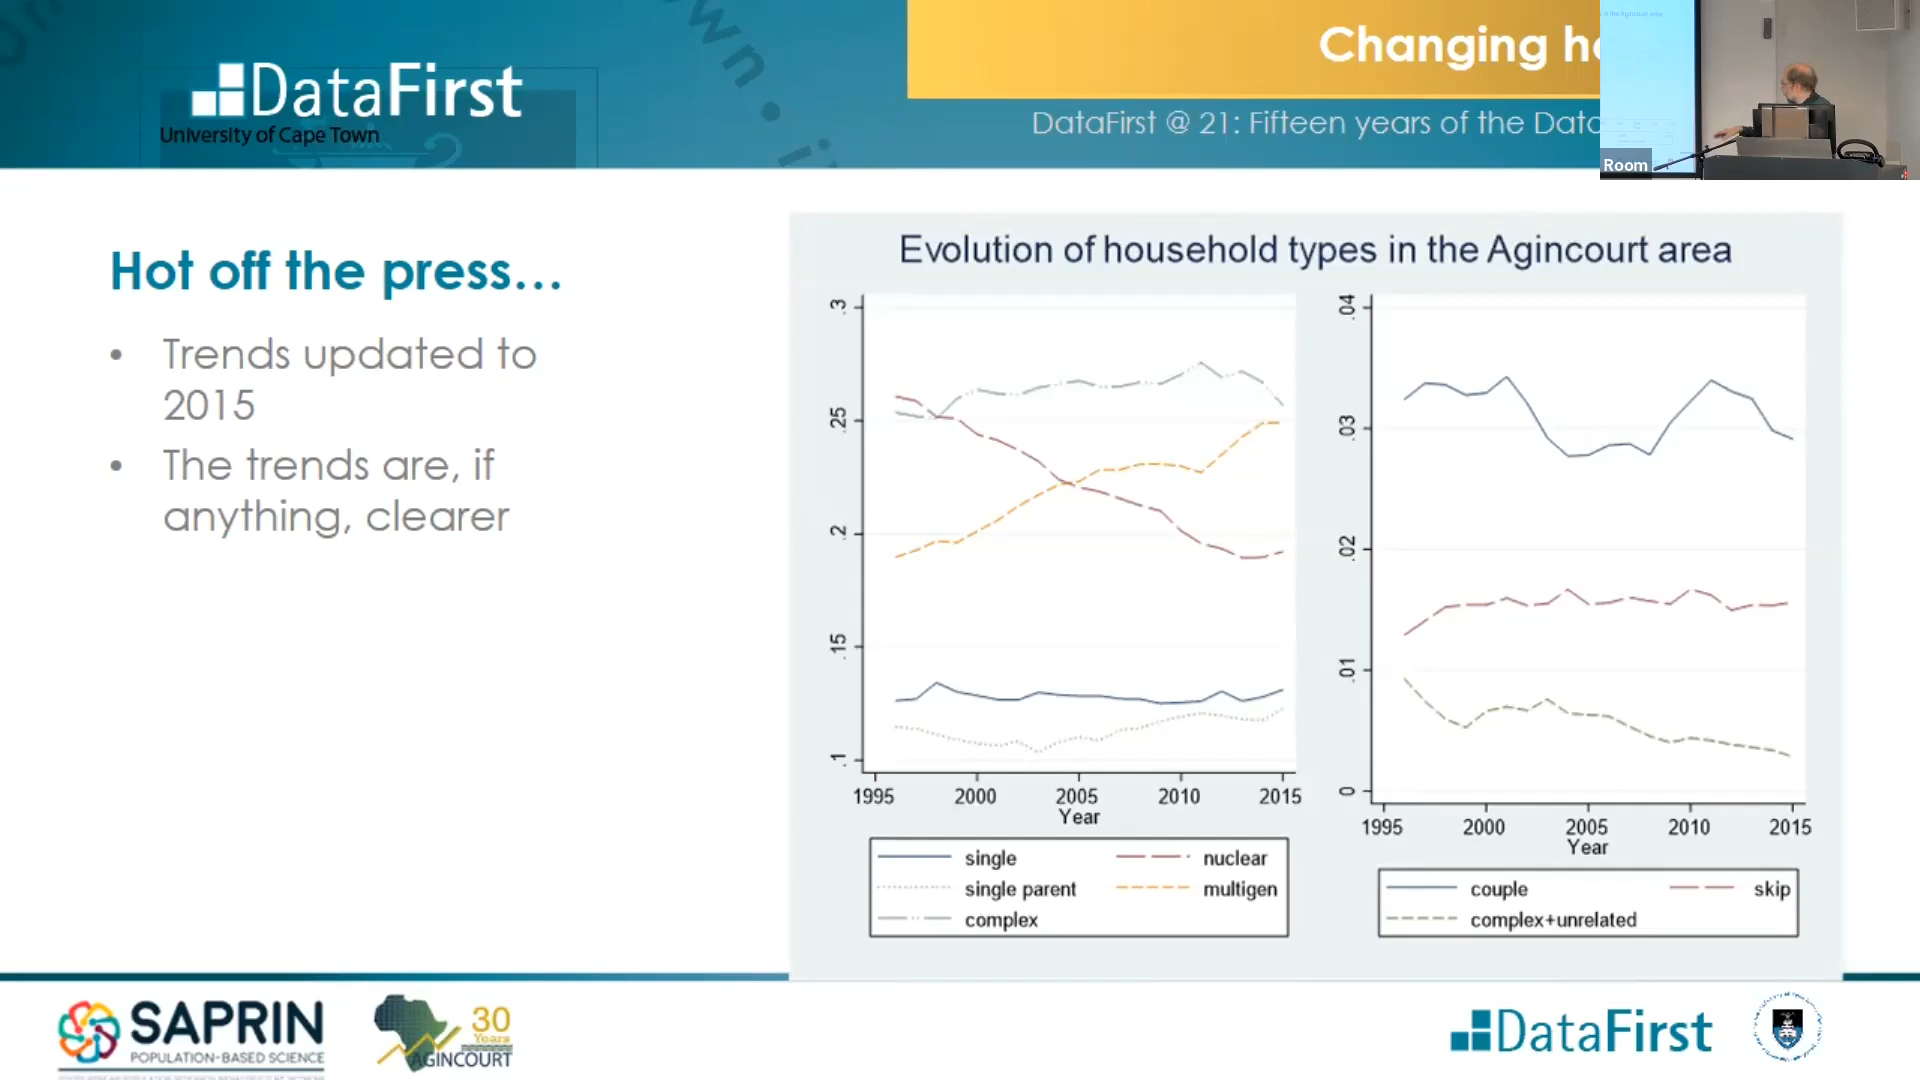 DataFirst
University of Cape Town
Changing ho
DataFirst @ 21: Fifteen years of the Data
Room
Hot off the press...
• Trends updated to
2015
• The trends are, if
anything, clearer
Evolution of household types in the Agincourt area
.3
.25
.2
.15
.1
1995 2000 2005 2010 2015
Year
single nuclear
single parent multigen
complex
.04
.03
.02
.01
0
1995 2000 2005 2010 2015
Year
couple skip
complex+unrelated
SAPRIN
POPULATION-BASED SCIENCE
30
Years
AGINCOURT
DataFirst